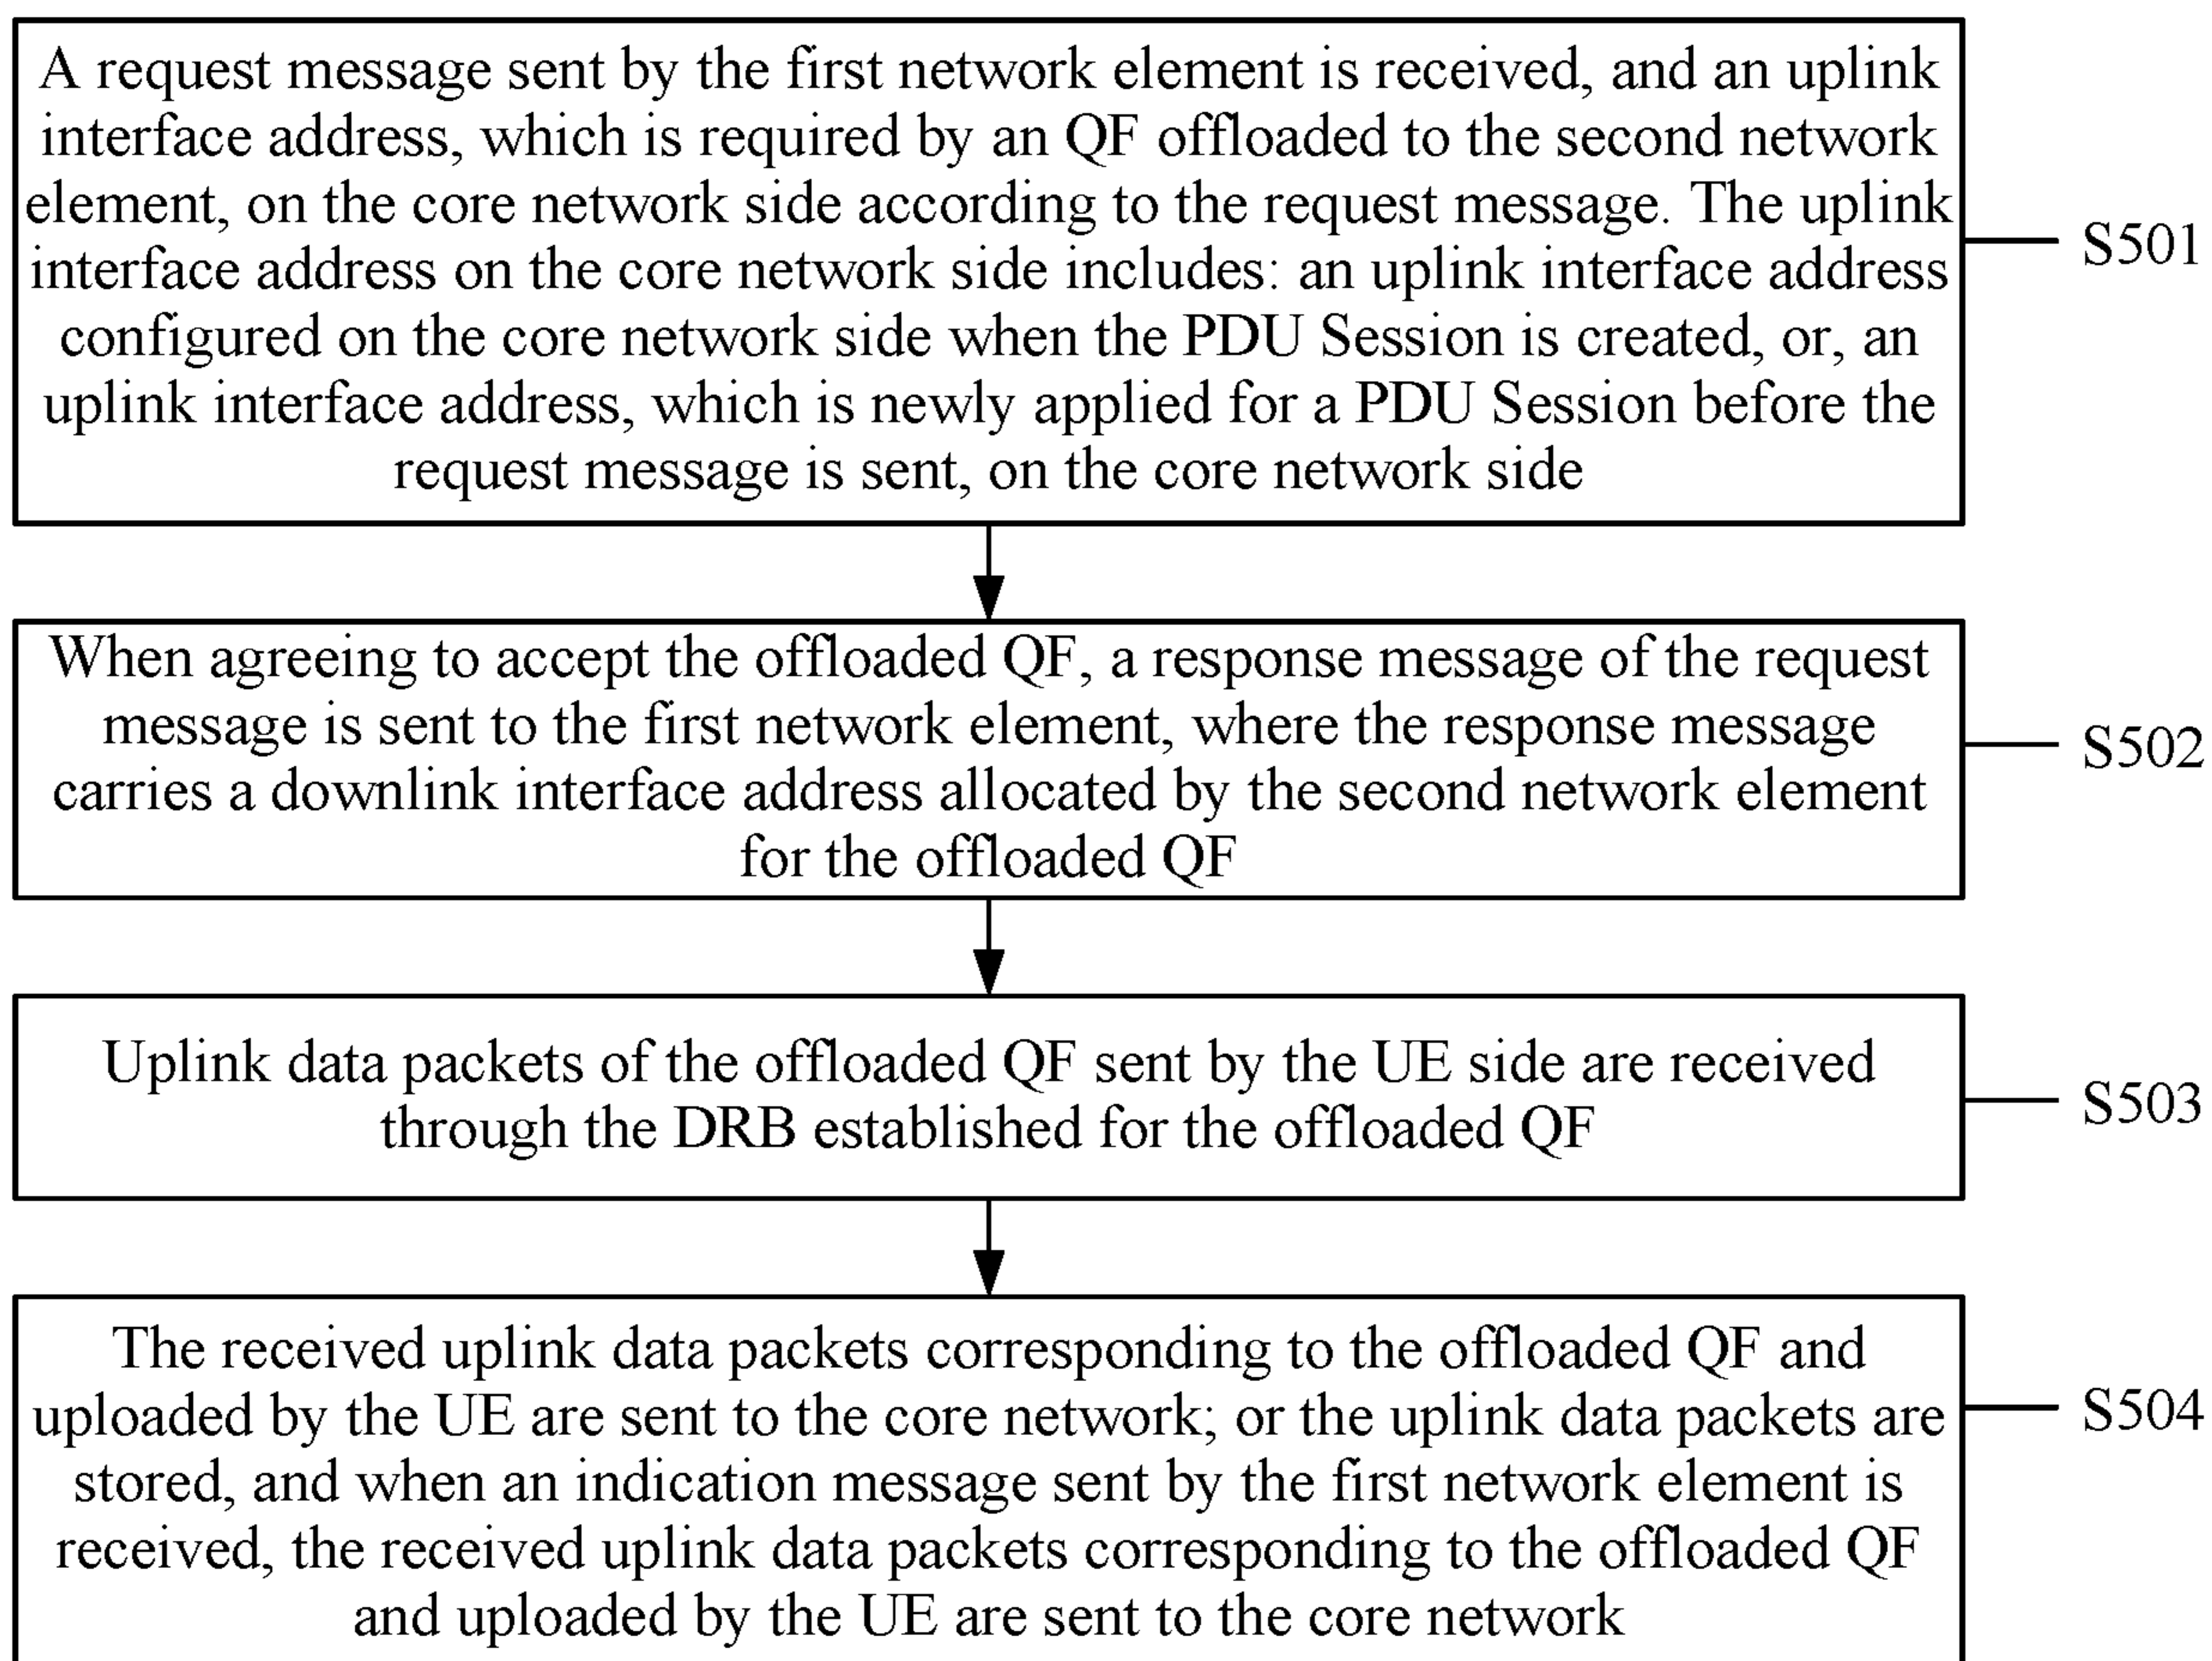 A request message sent by the first network element is received, and an uplink
interface address, which is required by an QF offloaded to the second network
element, on the core network side according to the request message. The uplink
interface address on the core network side includes: an uplink interface address
configured on the core network side when the PDU Session is created, or, an
uplink interface address, which is newly applied for a PDU Session before the
request message is sent, on the core network side
S501
When agreeing to accept the offloaded QF, a response message of the request
message is sent to the first network element, where the response message
carries a downlink interface address allocated by the second network element
for the offloaded QF
S502
Uplink data packets of the offloaded QF sent by the UE side are received
through the DRB established for the offloaded QF
S503
The received uplink data packets corresponding to the offloaded QF and
uploaded by the UE are sent to the core network; or the uplink data packets are
stored, and when an indication message sent by the first network element is
received, the received uplink data packets corresponding to the offloaded QF
and uploaded by the UE are sent to the core network
S504